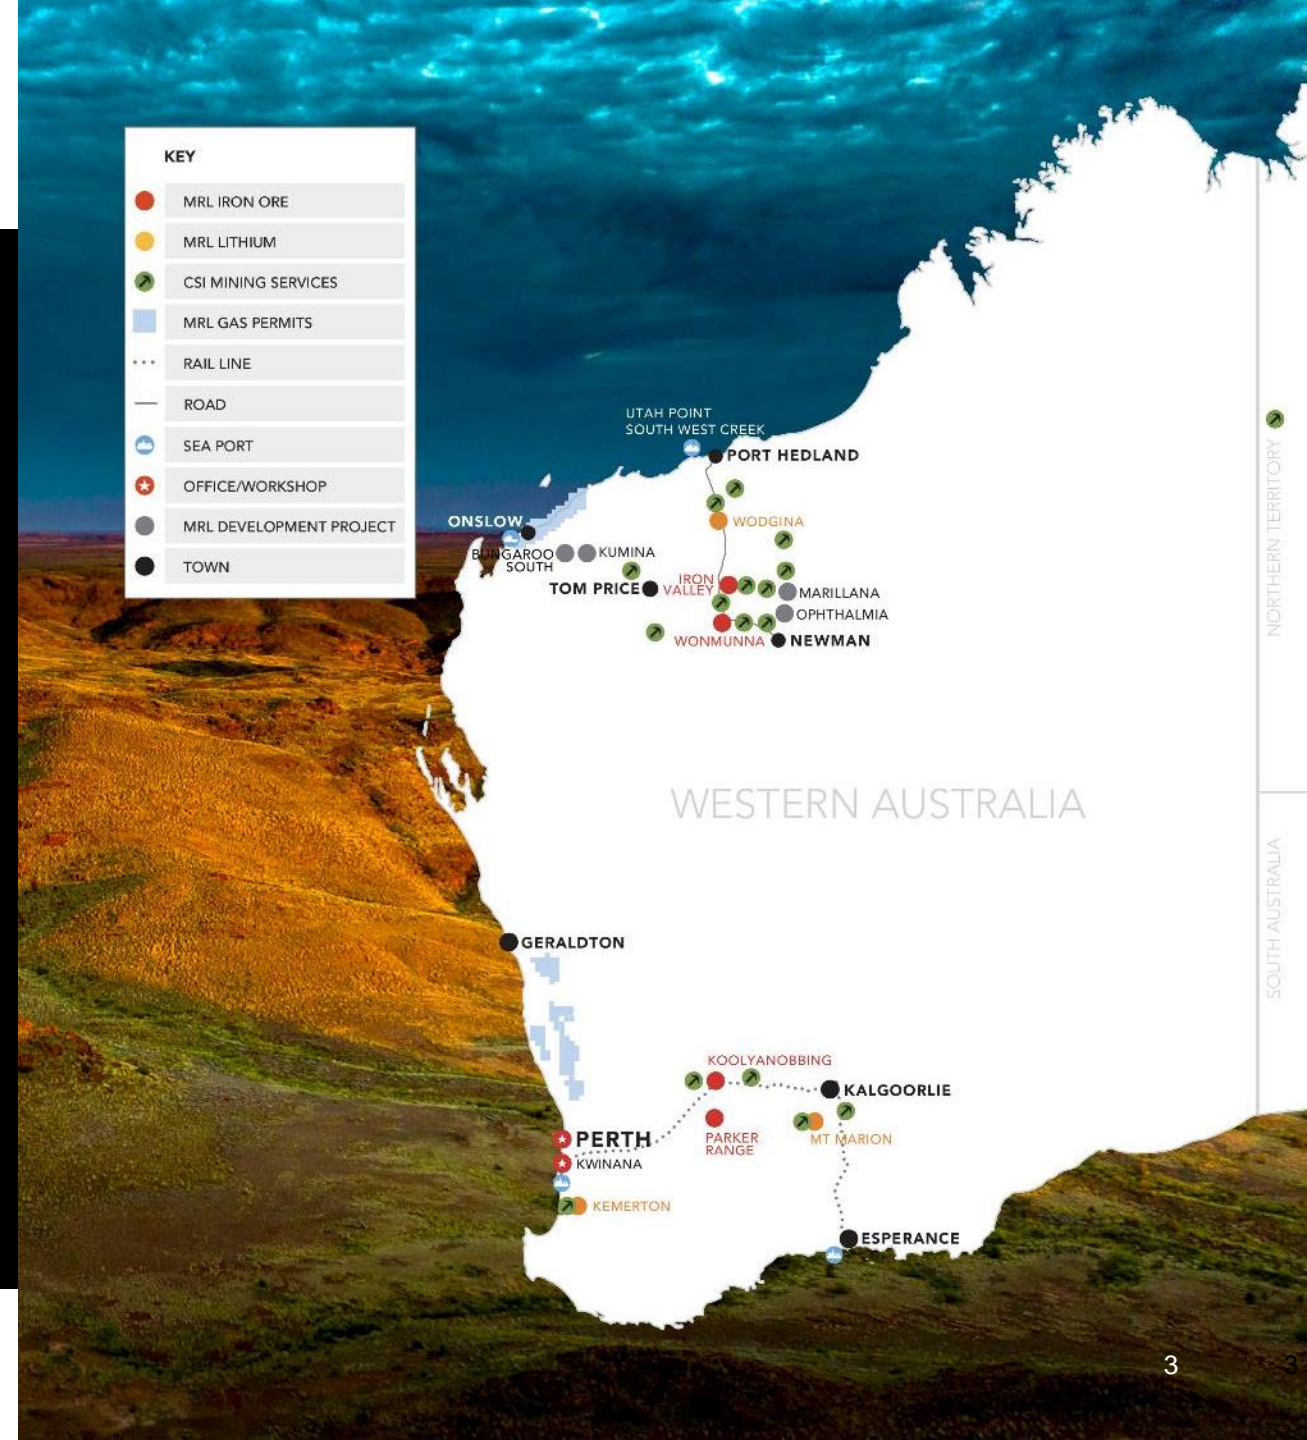 KEY
MRL IRON ORE
MRL LITHIUM
CSI MINING SERVICES
MRL GAS PERMITS
RAIL LINE
ROAD
SEA PORT
OFFICE/WORKSHOP
MRL DEVELOPMENT PROJECT
TOWN
UTAH POINT
SOUTH WEST CREEK
PORT HEDLAND
ONSLOW
WODGINA
BUNGAROO
SOUTH
KUMINA
TOM PRICE
IRON
VALLEY
MARILLANA
OPHTHALMIA
WONMUNNA
NEWMAN
NORTHERN TERRITORY
WESTERN AUSTRALIA
SOUTH AUSTRALIA
GERALDTON
KOOLYANOBBING
KALGOORLIE
PERTH
KWINANA
PARKER
RANGE
MT MARION
KEMERTON
ESPERANCE
3
3